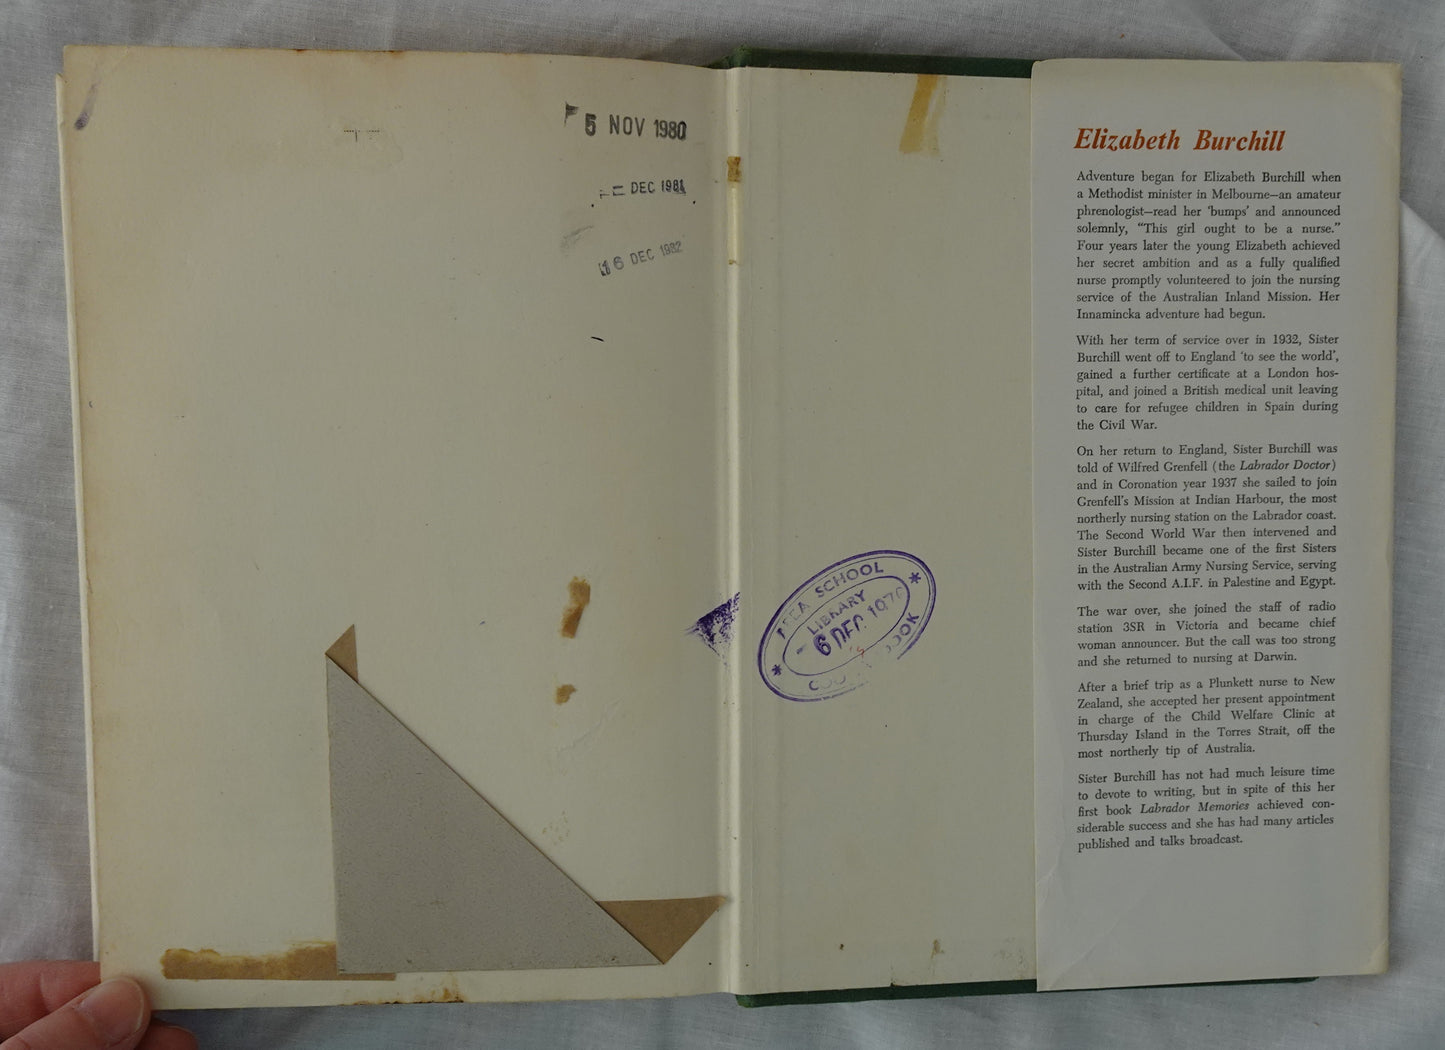 5 NOV 1980
DEC 1981
16 DEC 1982
SCHOOL
LIBRARY
6 DEC 197
Elizabeth Burchill
Adventure began for Elizabeth Burchill when
a Methodist minister in Melbourne—an amateur
phrenologist—read her ‘bumps’ and announced
solemnly, “This girl ought to be a nurse.”
Four years later the young Elizabeth achieved
her secret ambition and as a fully qualified
nurse promptly volunteered to join the nursing
service of the Australian Inland Mission. Her
Innamincka adventure had begun.
With her term of service over in 1932, Sister
Burchill went off to England ‘to see the world’,
gained a further certificate at a London hos-
pital, and joined a British medical unit leaving
to care for refugee children in Spain during
the Civil War.
On her return to England, Sister Burchill was
told of Wilfred Grenfell (the Labrador Doctor)
and in Coronation year 1937 she sailed to join
Grenfell’s Mission at Indian Harbour, the most
northerly nursing station on the Labrador coast.
The Second World War then intervened and
Sister Burchill became one of the first Sisters
in the Australian Army Nursing Service, serving
with the Second A.I.F. in Palestine and Egypt.
The war over, she joined the staff of radio
station 3SR in Victoria and became chief
woman announcer. But the call was too strong
and she returned to nursing at Darwin.
After a brief trip as a Plunkett nurse to New
Zealand, she accepted her present appointment
in charge of the Child Welfare Clinic at
Thursday Island in the Torres Strait, off the
most northerly tip of Australia.
Sister Burchill has not had much leisure time
to devote to writing, but in spite of this her
first book Labrador Memories achieved con-
siderable success and she has had many articles
published and talks broadcast.